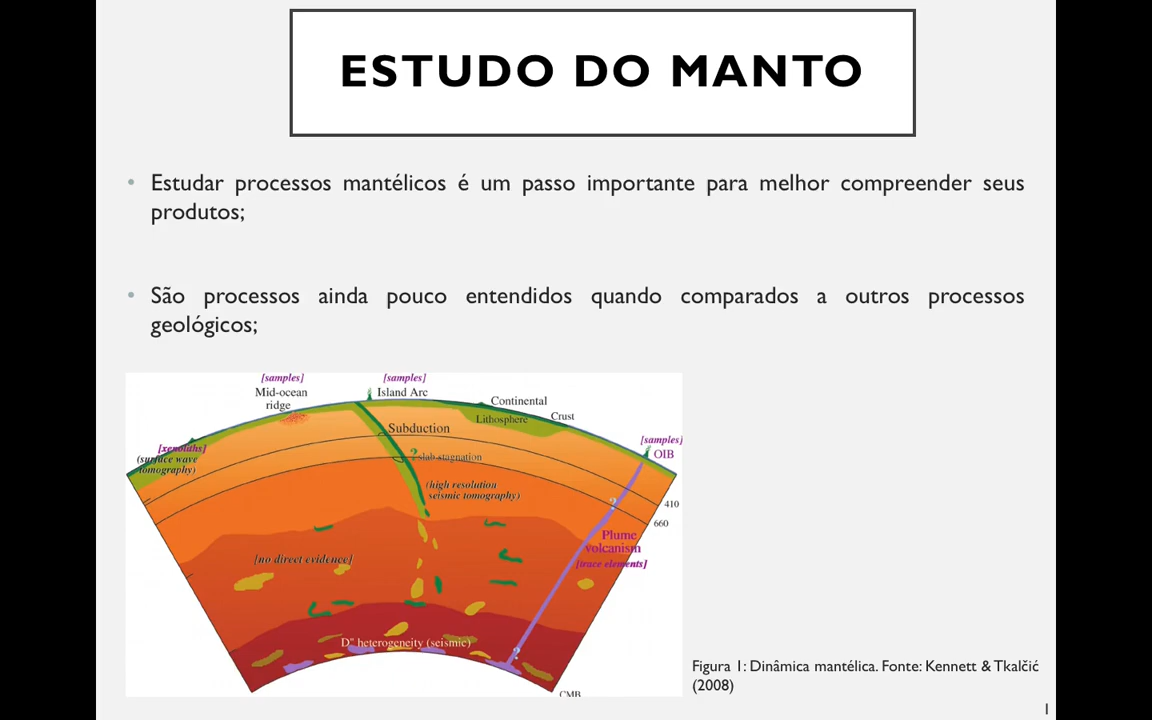 ESTUDO DO MANTO
• Estudar processos mantélicos é um passo importante para melhor compreender seus
produtos;
• São processos ainda pouco entendidos quando comparados a outros processos
geológicos;
[samples]
[samples]
Mid-ocean
ridge
Island Arc
Continental
Lithosphere
Crust
Subduction
[samples]
OIB
[xenoliths]
(surface wave
tomography)
? slab stagnation
(high resolution
seismic tomography)
?
410
660
Plume
volcanism
[trace elements]
[no direct evidence]
D" heterogeneity (seismic)
?
CMB
Figura 1: Dinâmica mantélica. Fonte: Kennett & Tkalčić
(2008)
1